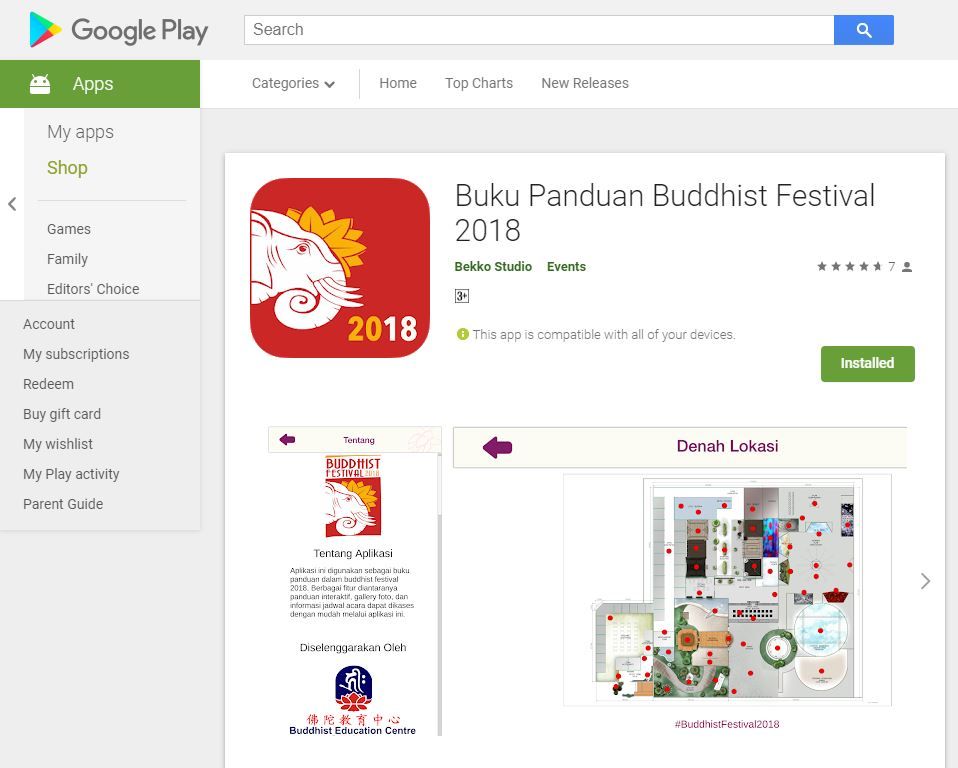 Google Play
Search
Apps
Categories
Home
Top Charts
New Releases
My apps
Shop
Games
Family
Editors' Choice
Account
My subscriptions
Redeem
Buy gift card
My wishlist
My Play activity
Parent Guide
2018
Buku Panduan Buddhist Festival
2018
Bekko Studio
Events
7
3+
This app is compatible with all of your devices.
Installed
Tentang
BUDDHIST
FESTIVAL2018
Tentang Aplikasi
Aplikasi ini digunakan sebagai buku
panduan dalam buddhist festival
2018. Berbagai fitur diantaranya
panduan interaktif, gallery foto, dan
informasi jadwal acara dapat dikases
dengan mudah melalui aplikasi ini.
Diselenggarakan Oleh
佛陀教育中心
Buddhist Education Centre
Denah Lokasi
#BuddhistFestival2018